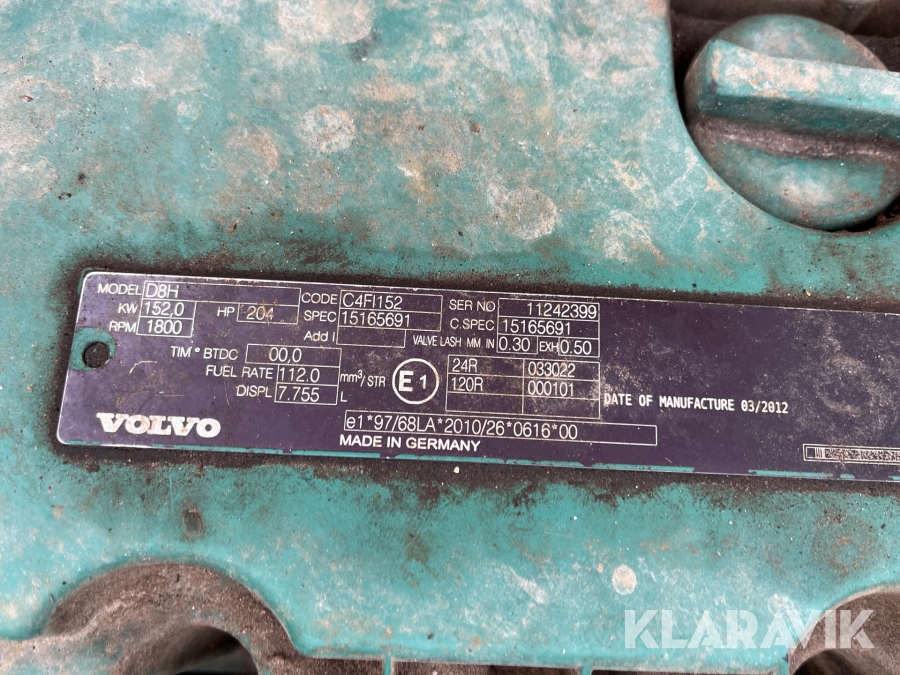 MODEL D8H CODE C4FI152 SER NO 11242399
KW 152,0 HP 204 SPEC 15165691 C.SPEC 15165691
RPM 1800 Add I VALVE LASH MM IN 0.30 EXH 0.50
TIM ° BTDC 00,0 24R 033022
FUEL RATE 112.0 mm³/STR E1 120R 000101
DISPL 7.755 L DATE OF MANUFACTURE 03/2012
VOLVO e1*97/68LA*2010/26*0616*00
MADE IN GERMANY
KLARAVIK